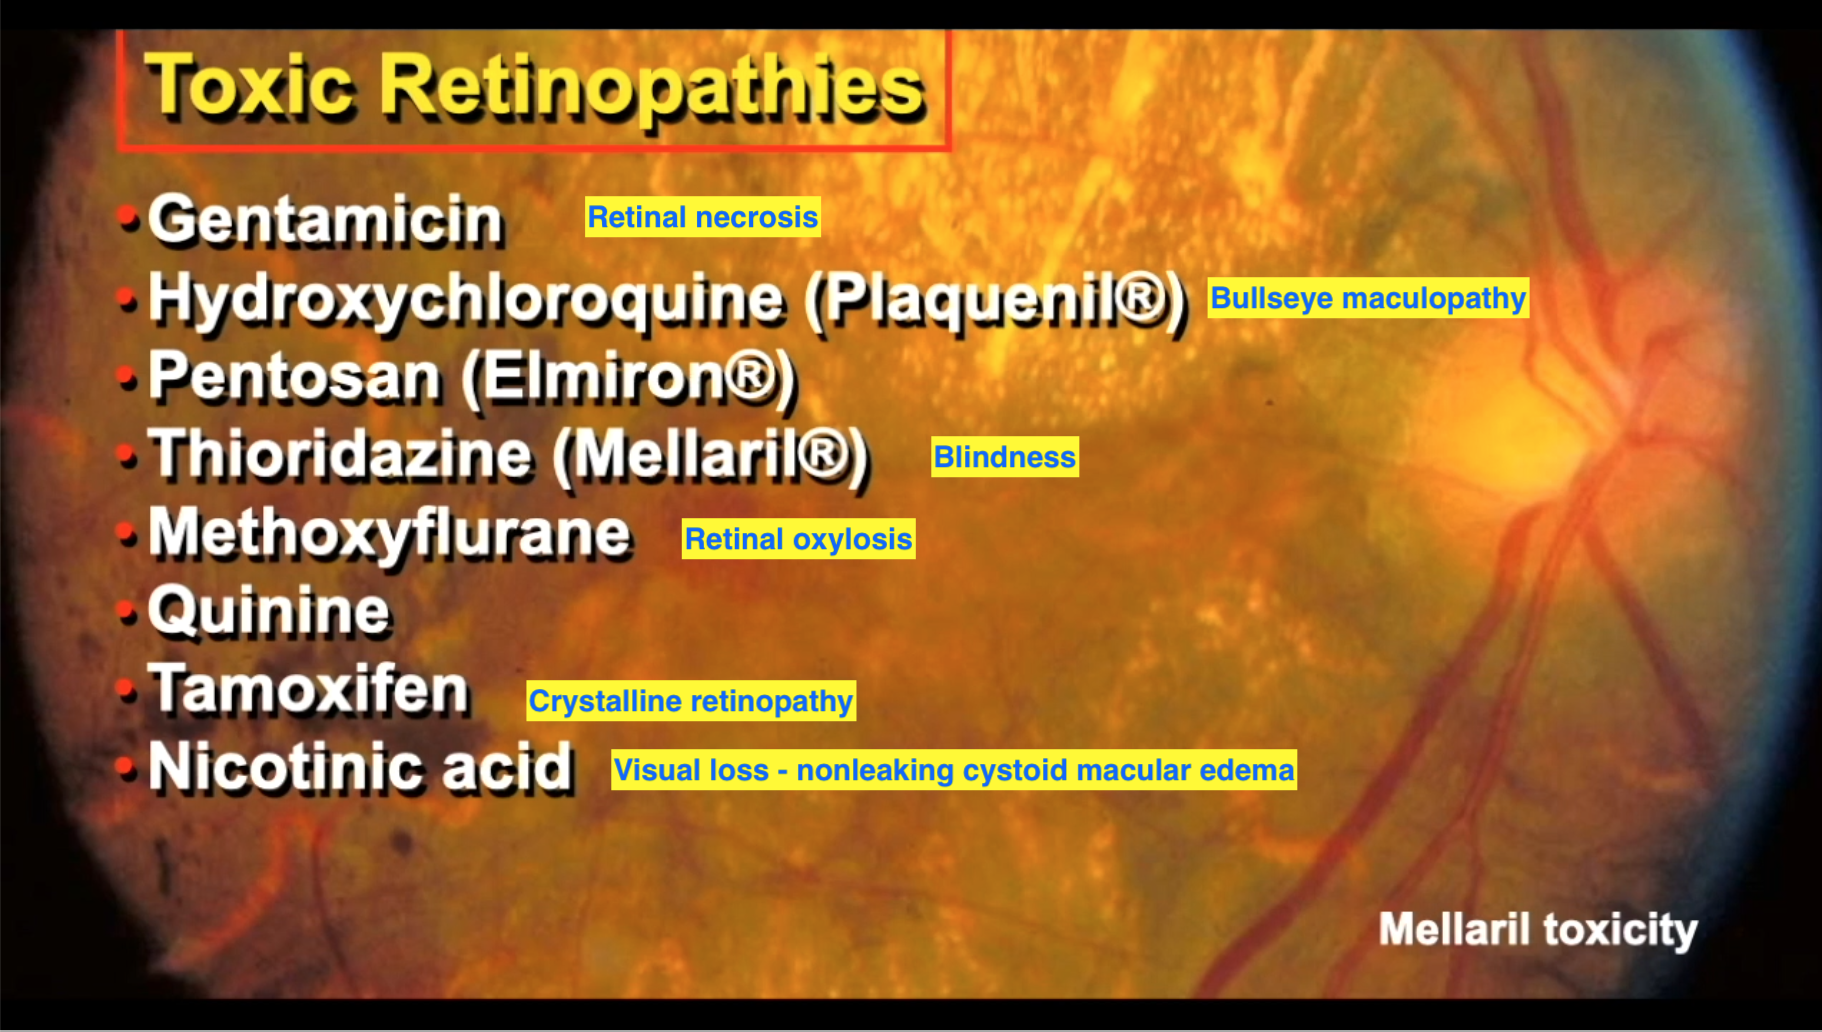 Toxic Retinopathies
• Gentamicin Retinal necrosis
• Hydroxychloroquine (Plaquenil®) Bullseye maculopathy
• Pentosan (Elmiron®)
• Thioridazine (Mellaril®) Blindness
• Methoxyflurane Retinal oxylosis
• Quinine
• Tamoxifen Crystalline retinopathy
• Nicotinic acid Visual loss - nonleaking cystoid macular edema
Mellaril toxicity